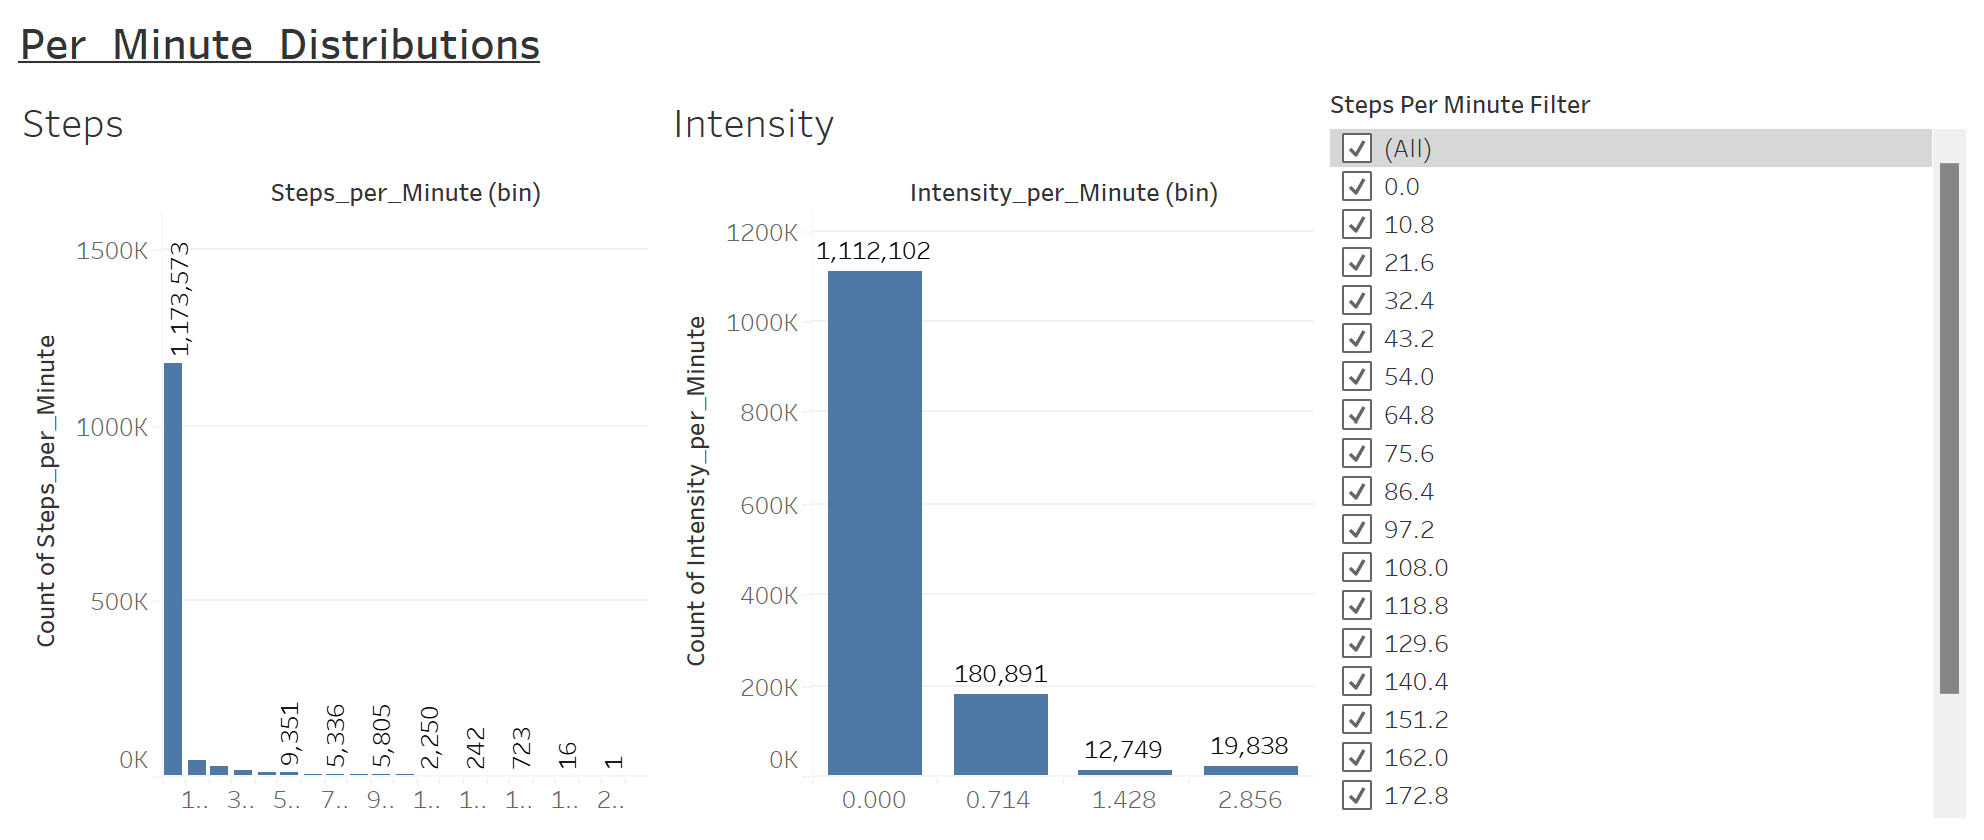 Per_Minute_Distributions
Steps
Steps_per_Minute (bin)
Count of Steps_per_Minute
1500K
1000K
500K
0K
1,173,573
9,351
5,336
5,805
2,250
242
723
16
1
1..
3..
5..
7..
9..
1..
1..
1..
1..
2..
Intensity
Intensity_per_Minute (bin)
Count of Intensity_per_Minute
1200K
1000K
800K
600K
400K
200K
0K
1,112,102
180,891
12,749
19,838
0.000
0.714
1.428
2.856
Steps Per Minute Filter
(All)
0.0
10.8
21.6
32.4
43.2
54.0
64.8
75.6
86.4
97.2
108.0
118.8
129.6
140.4
151.2
162.0
172.8